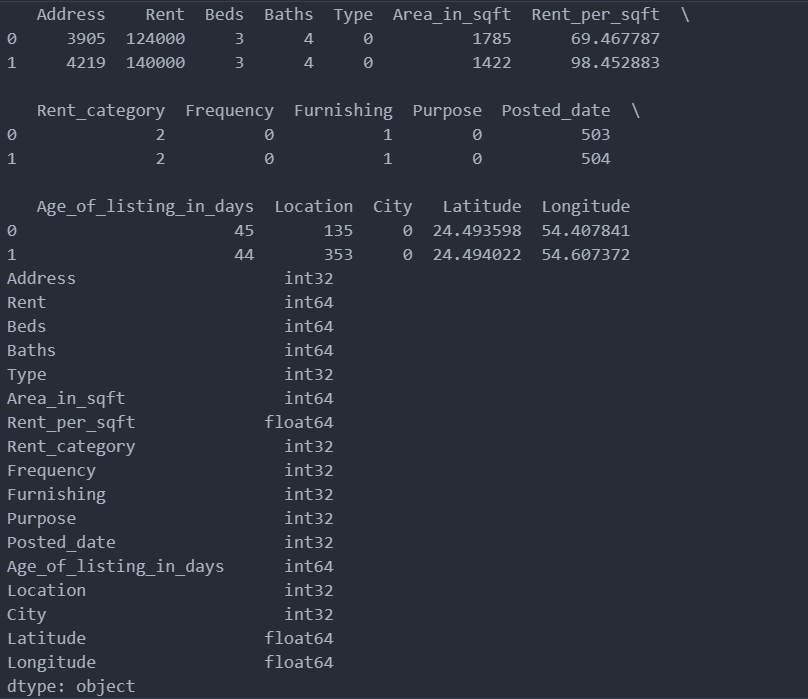 Address    Rent  Beds  Baths  Type  Area_in_sqft  Rent_per_sqft  \
0     3905  124000     3      4     0          1785      69.467787
1     4219  140000     3      4     0          1422      98.452883

   Rent_category  Frequency  Furnishing  Purpose  Posted_date  \
0              2          0           1        0          503
1              2          0           1        0          504

   Age_of_listing_in_days  Location  City   Latitude  Longitude
0                      45       135     0  24.493598  54.407841
1                      44       353     0  24.494022  54.607372
Address                     int32
Rent                        int64
Beds                        int64
Baths                       int64
Type                        int32
Area_in_sqft                int64
Rent_per_sqft             float64
Rent_category               int32
Frequency                   int32
Furnishing                  int32
Purpose                     int32
Posted_date                 int32
Age_of_listing_in_days      int64
Location                    int32
City                        int32
Latitude                  float64
Longitude                 float64
dtype: object